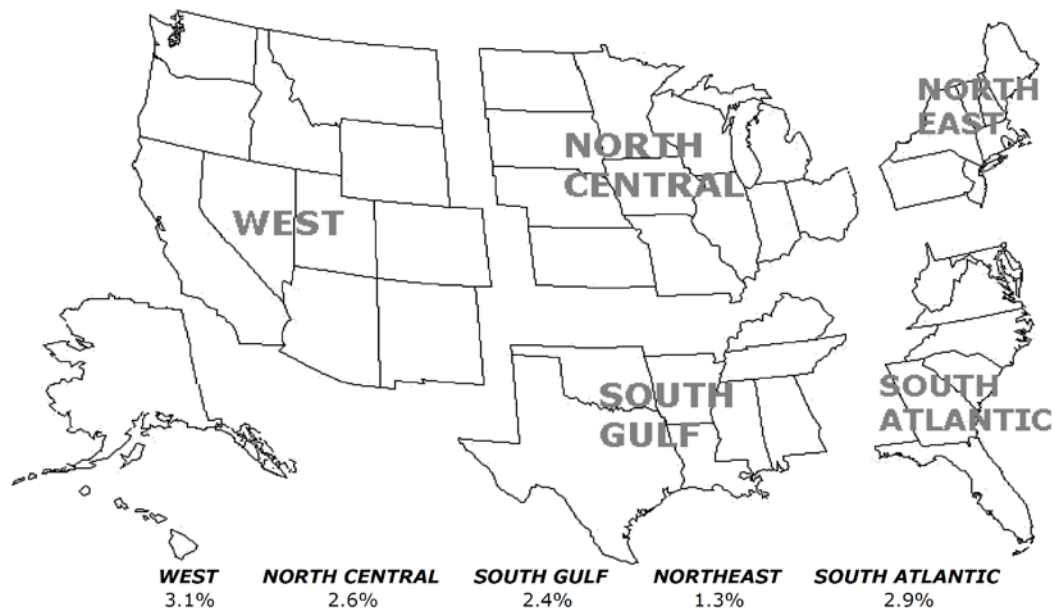 NORTH
EAST
NORTH
CENTRAL
WEST
SOUTH
GULF
SOUTH
ATLANTIC
WEST NORTH CENTRAL SOUTH GULF NORTHEAST SOUTH ATLANTIC
3.1% 2.6% 2.4% 1.3% 2.9%